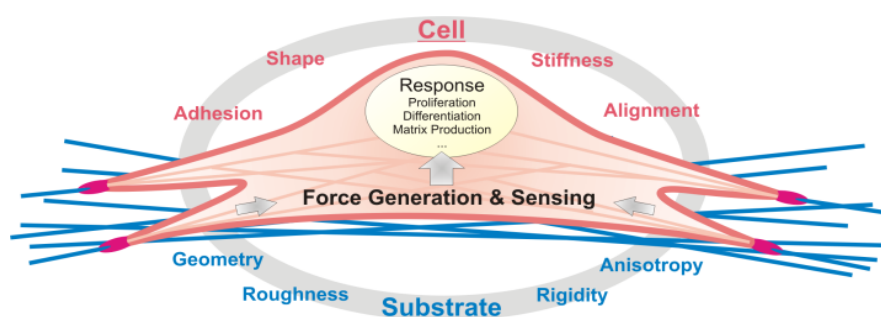 Cell
Shape
Stiffness
Adhesion
Alignment
Response
Proliferation
Differentiation
Matrix Production
...
Force Generation & Sensing
Geometry
Anisotropy
Roughness
Rigidity
Substrate